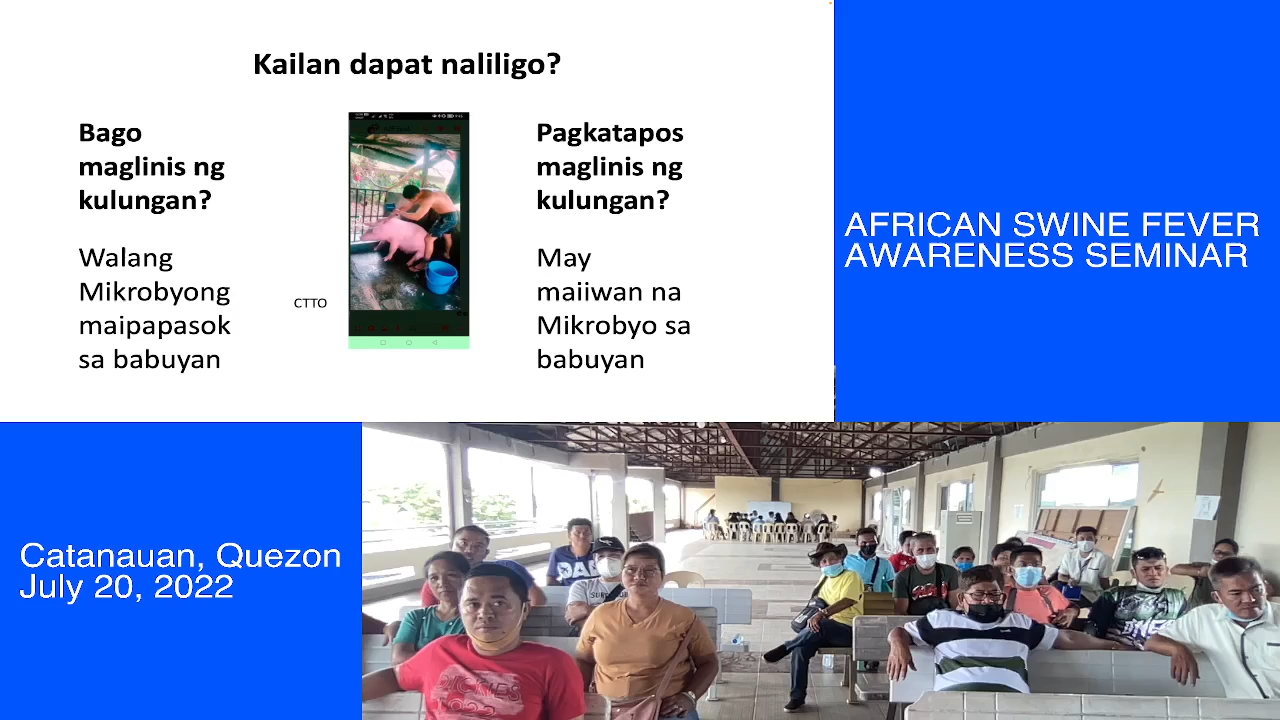 Kailan dapat naliligo?
Bago
maglinis ng
kulungan?
Walang
Mikrobyong
maipapasok
sa babuyan
CTTO
Pagkatapos
maglinis ng
kulungan?
May
maiiwan na
Mikrobyo sa
babuyan
AFRICAN SWINE FEVER
AWARENESS SEMINAR
Catanauan, Quezon
July 20, 2022